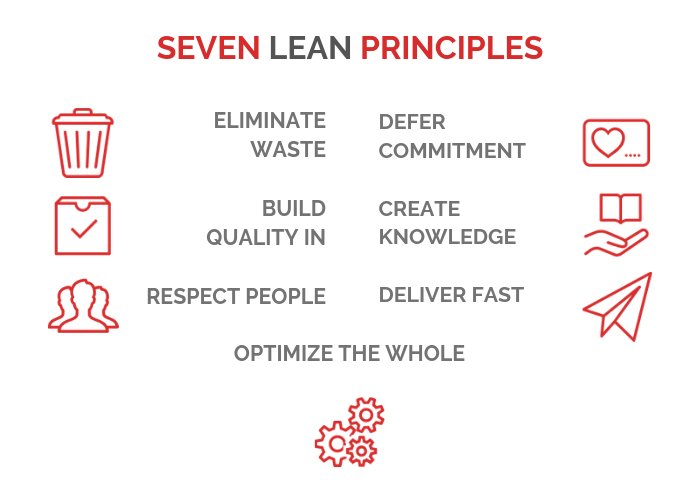 SEVEN LEAN PRINCIPLES
ELIMINATE
WASTE
DEFER
COMMITMENT
BUILD
QUALITY IN
CREATE
KNOWLEDGE
RESPECT PEOPLE
DELIVER FAST
OPTIMIZE THE WHOLE